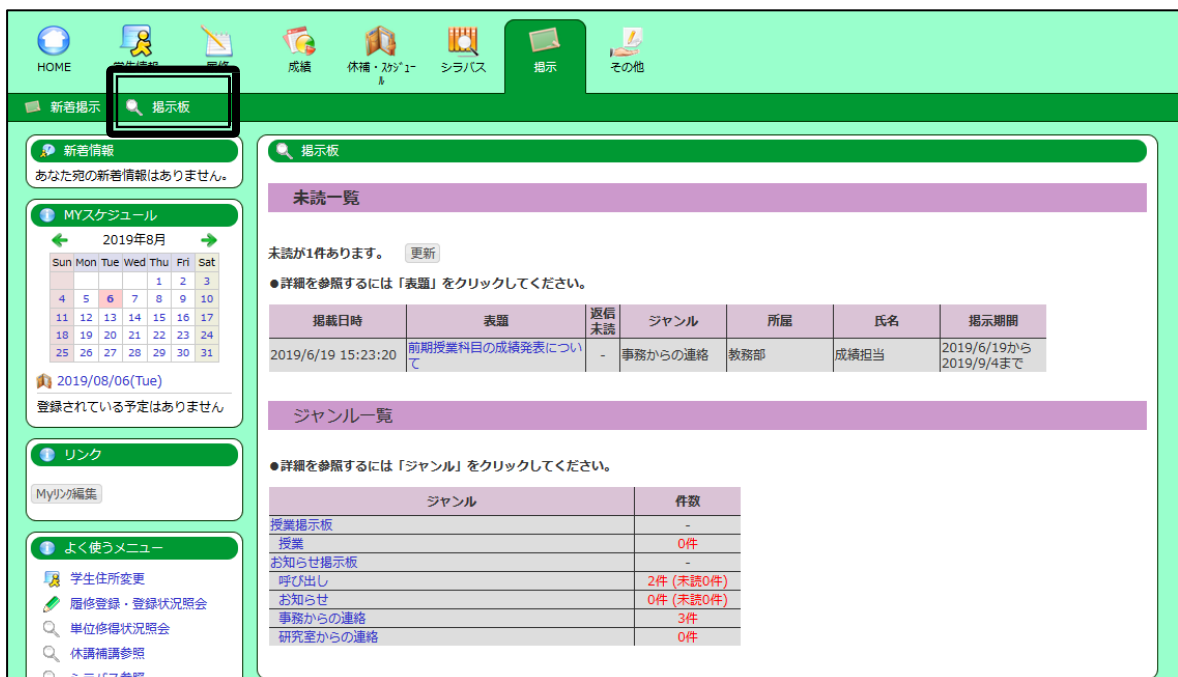 HOME 学生情報 履修 成績 休補・ｽｹｼﾞｭｰ シラバス 掲示 その他
ﾙ
新着掲示 掲示板
新着情報
あなた宛の新着情報はありません。
MYスケジュール
2019年8月
Sun Mon Tue Wed Thu Fri Sat
1 2 3
4 5 6 7 8 9 10
11 12 13 14 15 16 17
18 19 20 21 22 23 24
25 26 27 28 29 30 31
2019/08/06(Tue)
登録されている予定はありません
リンク
Myﾘﾝｸ編集
よく使うメニュー
学生住所変更
履修登録・登録状況照会
単位修得状況照会
休講補講参照
シラバス参照
掲示板
未読一覧
未読が1件あります。 更新
●詳細を参照するには「表題」をクリックしてください。
掲載日時 表題 返信 ジャンル 所属 氏名 掲示期間
未読
2019/6/19 15:23:20 前期授業科目の成績発表につい - 事務からの連絡 教務部 成績担当 2019/6/19から
て 2019/9/4まで
ジャンル一覧
●詳細を参照するには「ジャンル」をクリックしてください。
ジャンル 件数
授業掲示板 -
授業 0件
お知らせ掲示板 -
呼び出し 2件 (未読0件)
お知らせ 0件 (未読0件)
事務からの連絡 3件
研究室からの連絡 0件